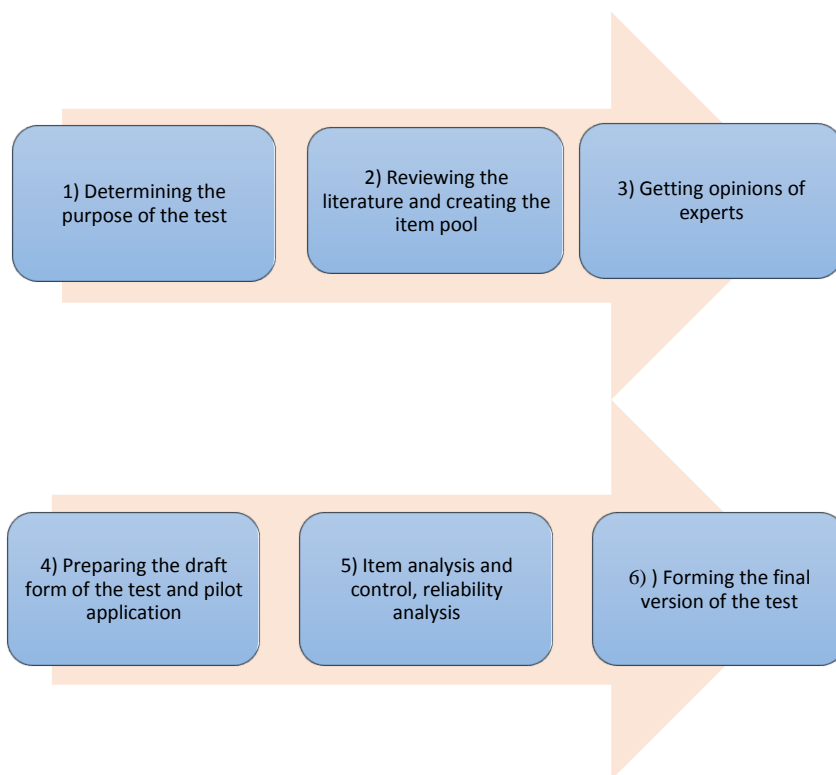 1) Determining the
purpose of the test
2) Reviewing the
literature and creating the
item pool
3) Getting opinions of
experts
4) Preparing the draft
form of the test and pilot
application
5) Item analysis and
control, reliability
analysis
6) ) Forming the final
version of the test